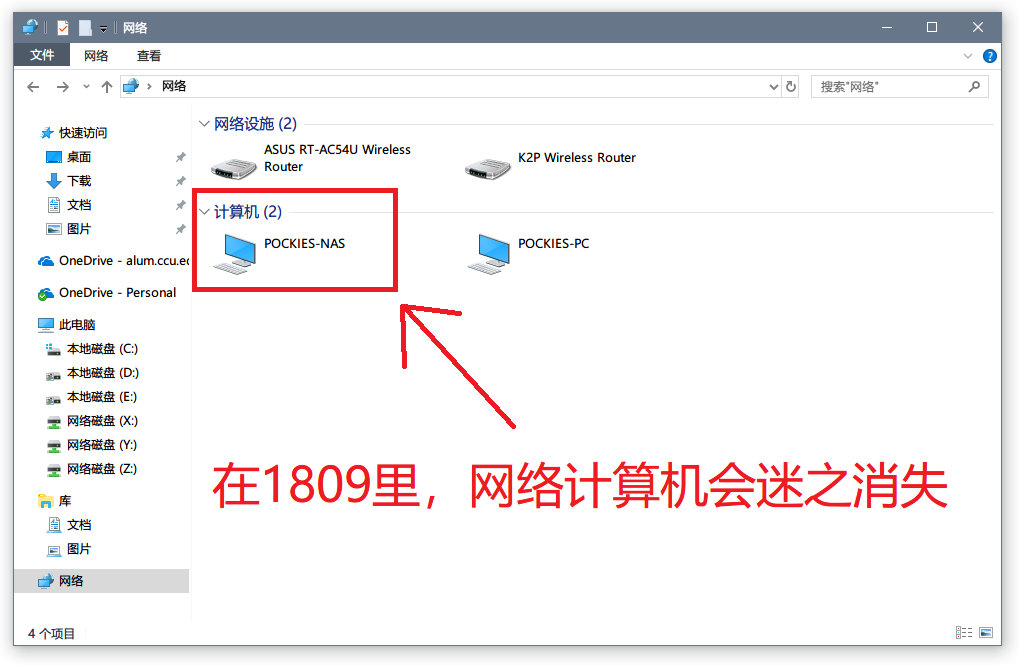 网络
文件
网络
查看
网络
搜索"网络"
快速访问
桌面
下载
文档
图片
OneDrive - alum.ccu.ec
OneDrive - Personal
此电脑
本地磁盘 (C:)
本地磁盘 (D:)
本地磁盘 (E:)
网络磁盘 (X:)
网络磁盘 (Y:)
网络磁盘 (Z:)
库
文档
图片
网络
网络设施 (2)
ASUS RT-AC54U Wireless
Router
K2P Wireless Router
计算机 (2)
POCKIES-NAS
POCKIES-PC
在1809里，网络计算机会迷之消失
4 个项目